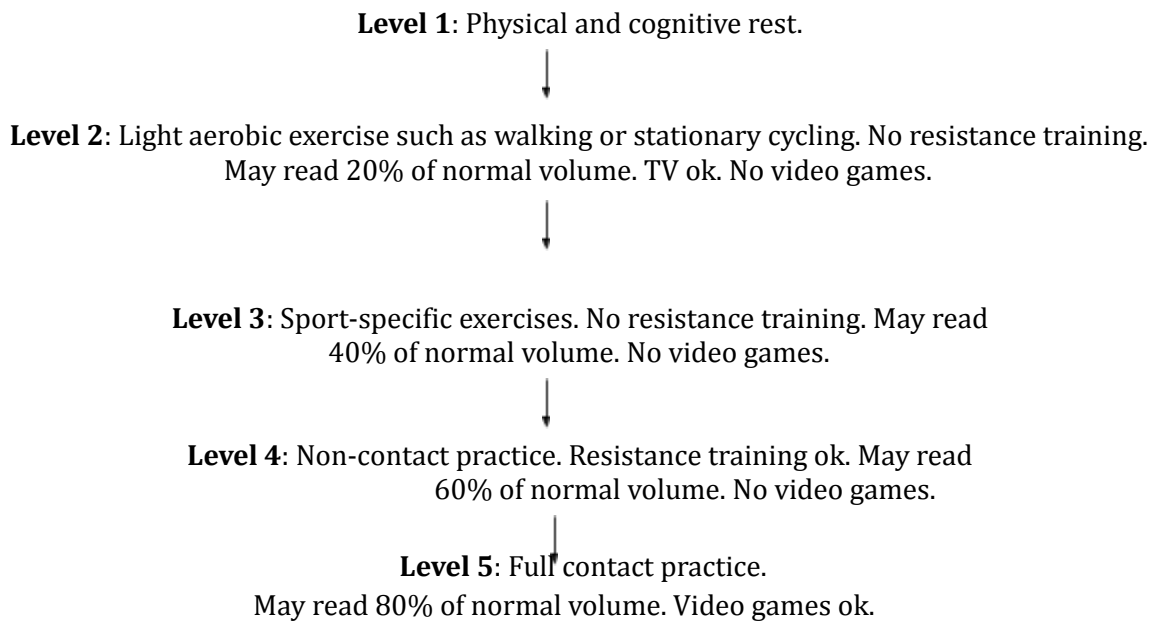 Level 1: Physical and cognitive rest.
Level 2: Light aerobic exercise such as walking or stationary cycling. No resistance training.
May read 20% of normal volume. TV ok. No video games.
Level 3: Sport-specific exercises. No resistance training. May read
40% of normal volume. No video games.
Level 4: Non-contact practice. Resistance training ok. May read
60% of normal volume. No video games.
Level 5: Full contact practice.
May read 80% of normal volume. Video games ok.